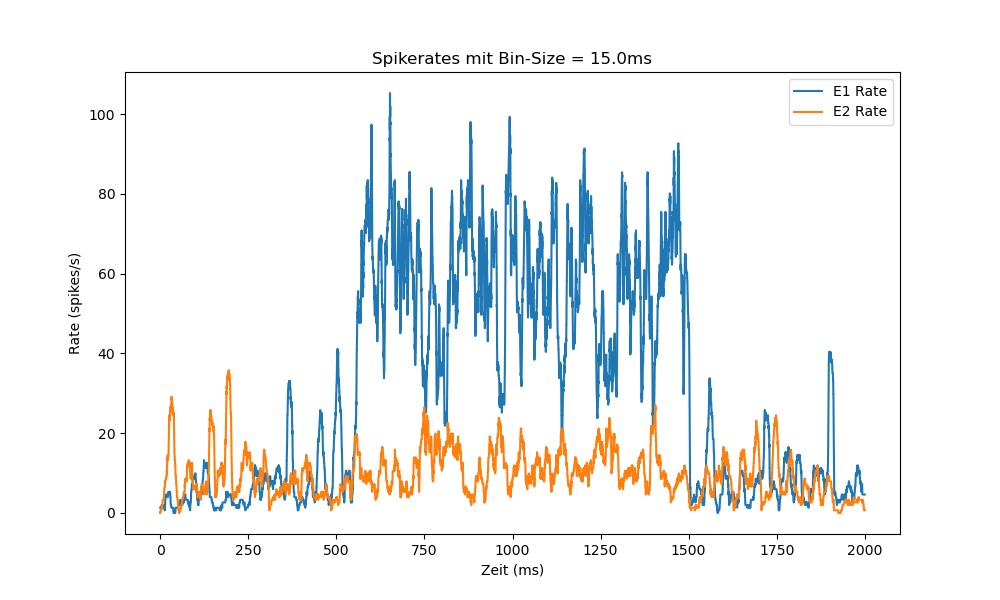 Spikerates mit Bin-Size = 15.0ms
E1 Rate
E2 Rate
100
80
60
40
20
0
Rate (spikes/s)
0 250 500 750 1000 1250 1500 1750 2000
Zeit (ms)